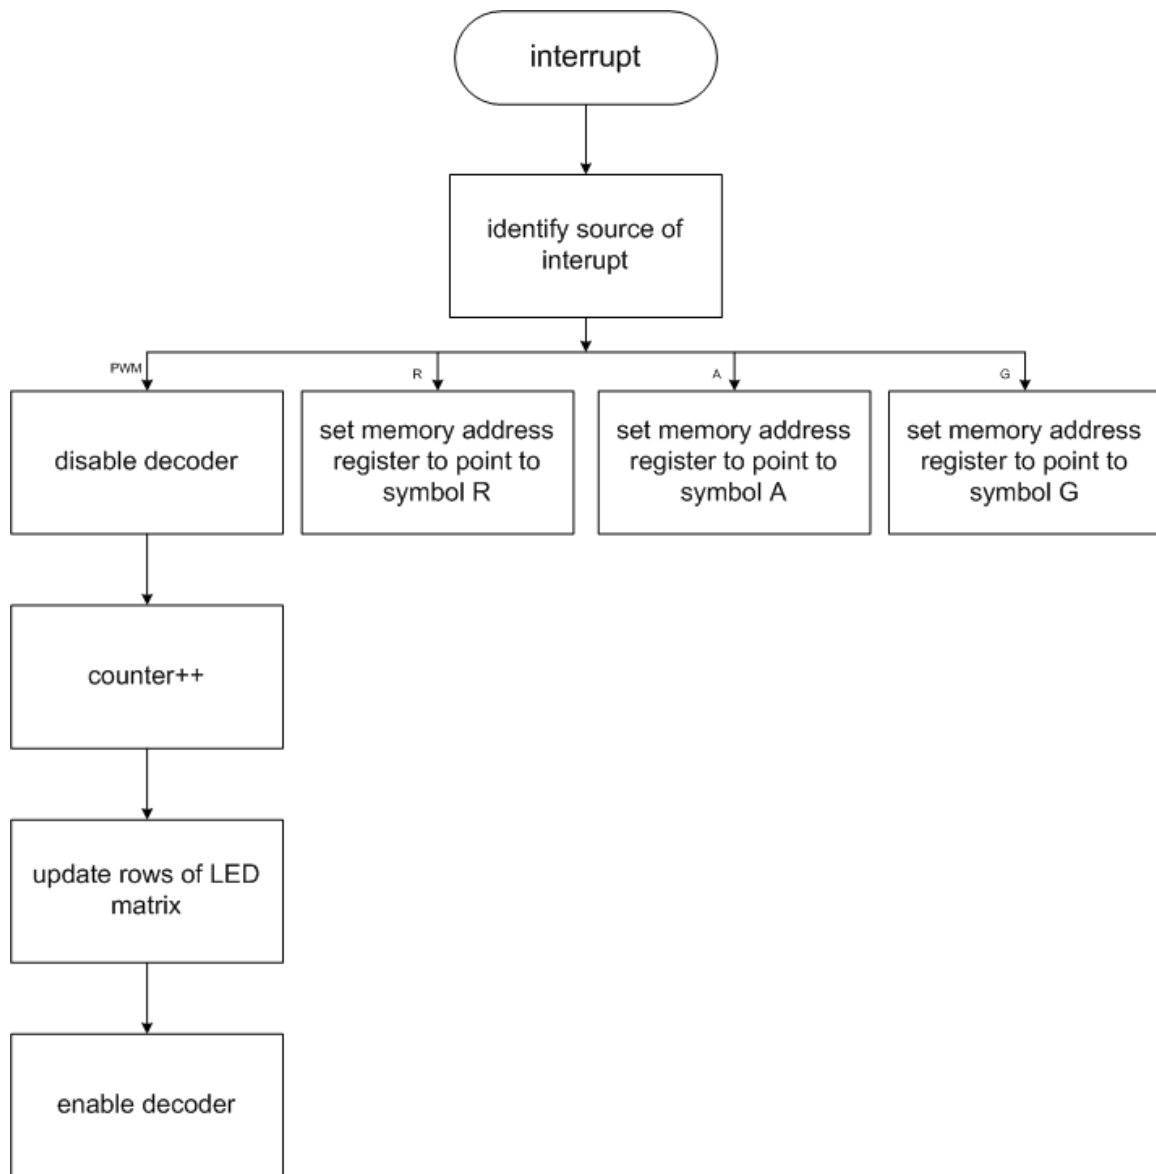 interrupt
identify source of
interupt
PWM
R
A
G
disable decoder
set memory address
register to point to
symbol R
set memory address
register to point to
symbol A
set memory address
register to point to
symbol G
counter++
update rows of LED
matrix
enable decoder